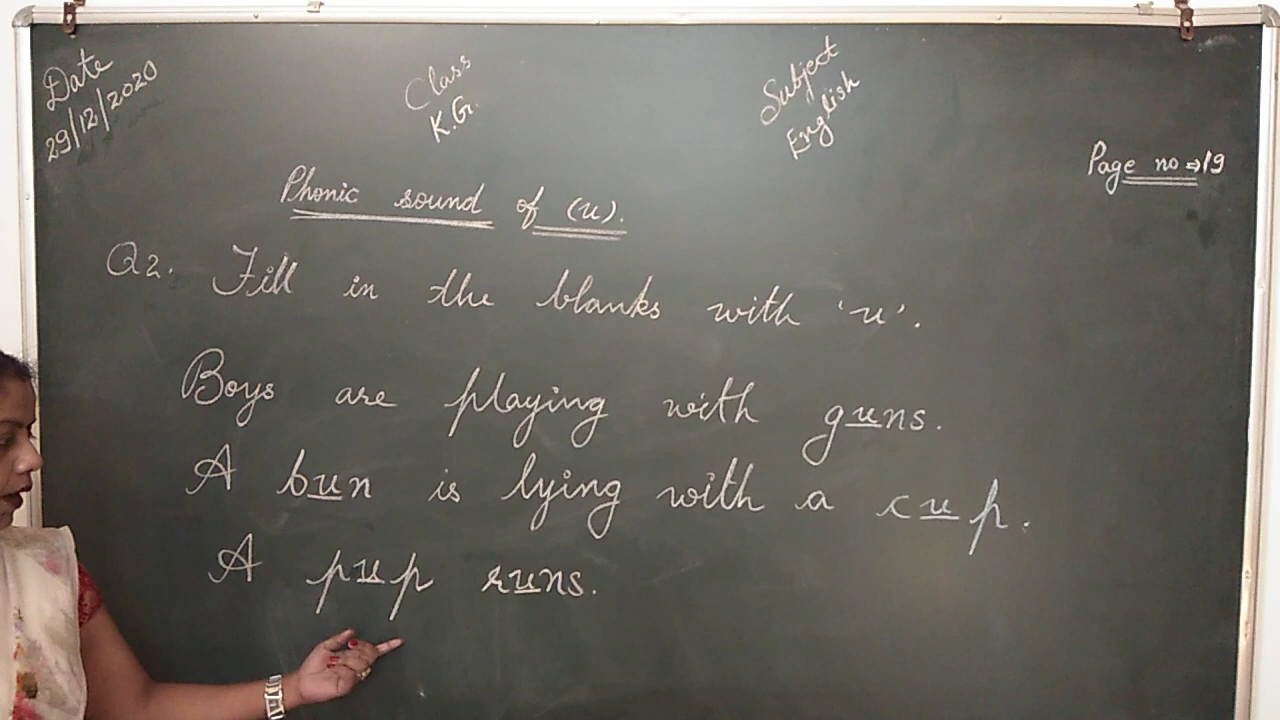 Date
29/12/2020
Class
K.G.
Subject
English
Page no ⇒ 19
Phonic sound of (u).
Q2. Fill in the blanks with 'u'.
Boys are playing with guns.
A bun is lying with a cup.
A pup runs.